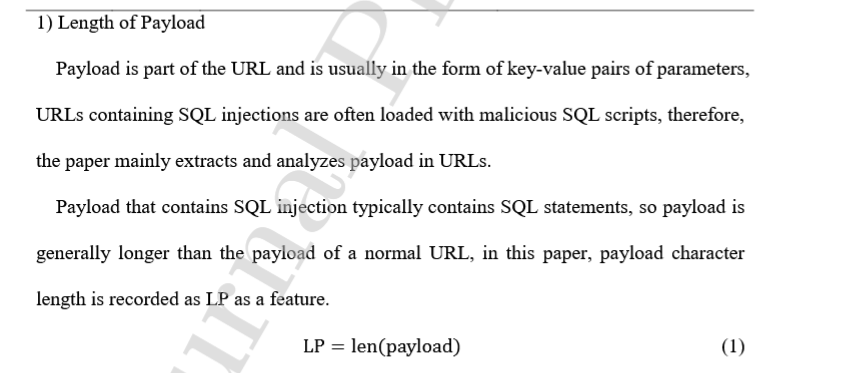 1) Length of Payload
Payload is part of the URL and is usually in the form of key-value pairs of parameters,
URLs containing SQL injections are often loaded with malicious SQL scripts, therefore,
the paper mainly extracts and analyzes payload in URLs.
Payload that contains SQL injection typically contains SQL statements, so payload is
generally longer than the payload of a normal URL, in this paper, payload character
length is recorded as LP as a feature.
LP = len(payload) (1)